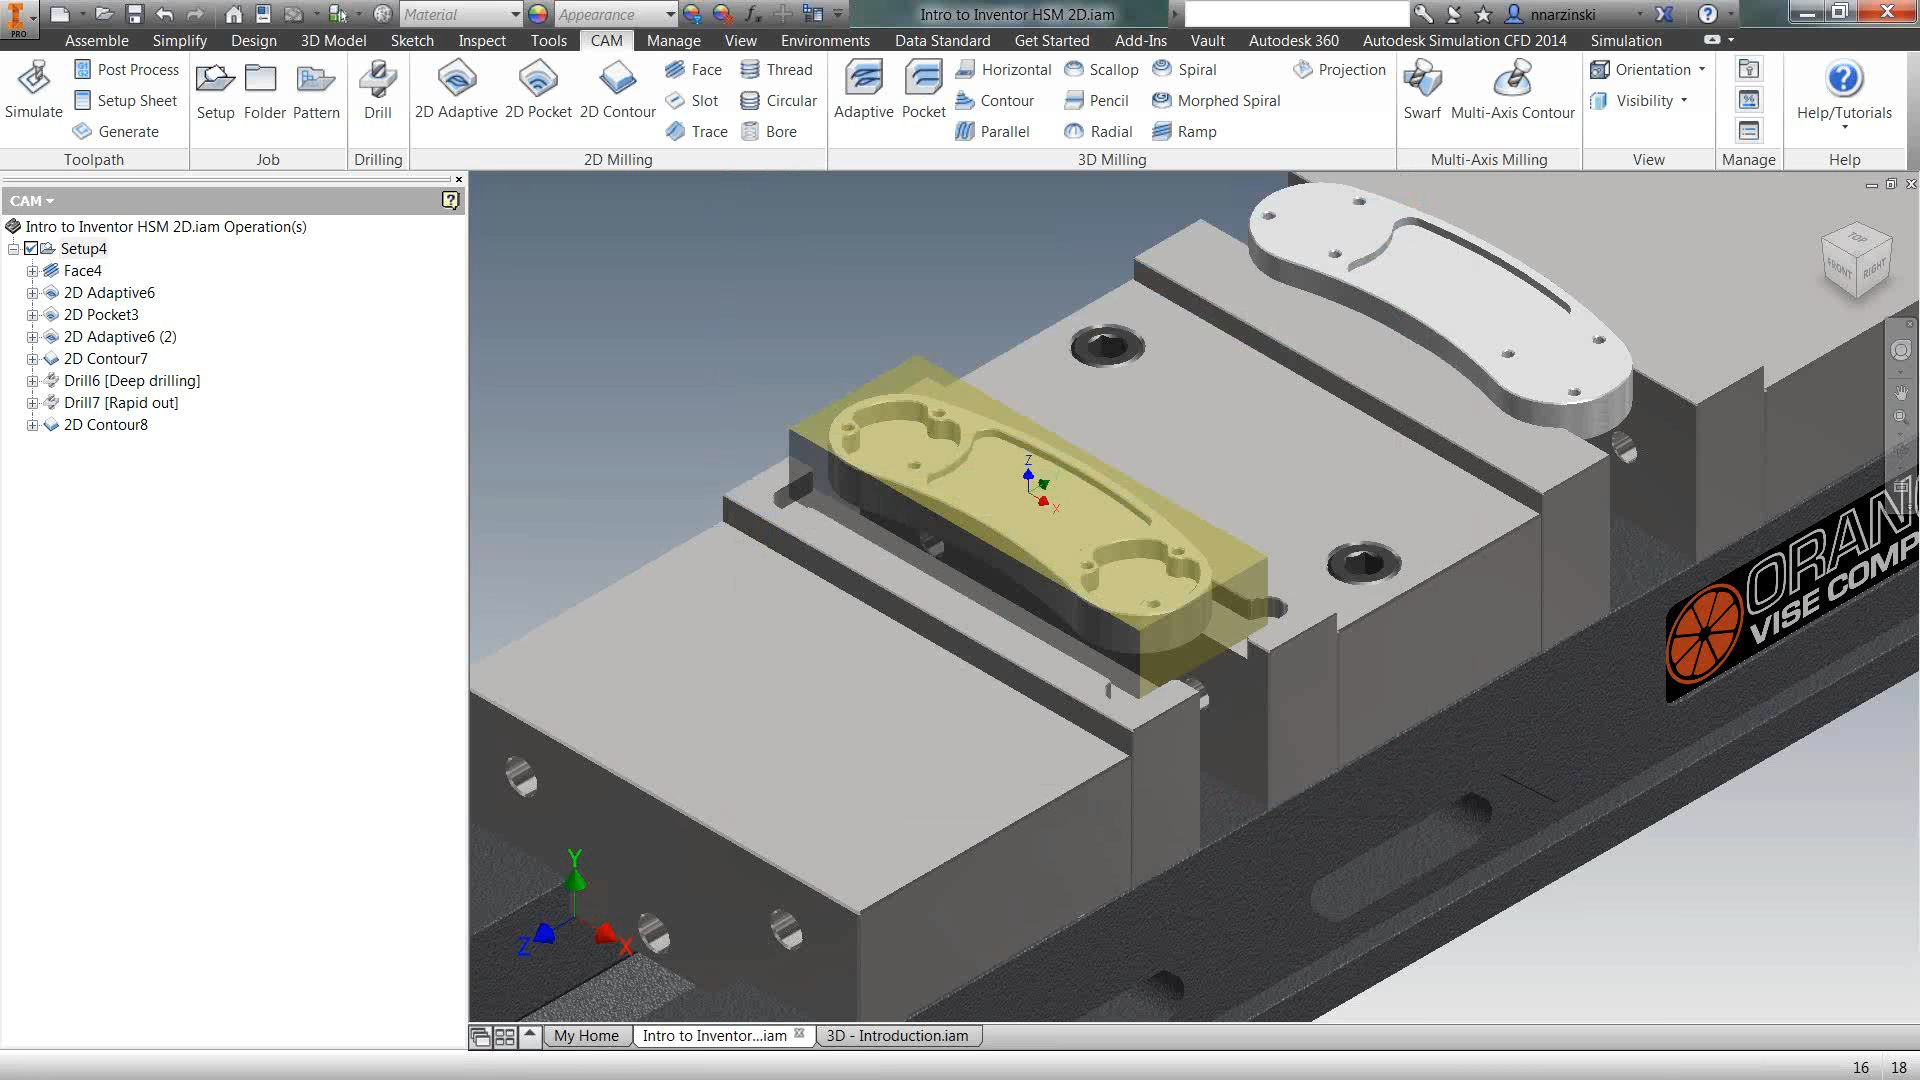 PRO
Material
Appearance
Intro to Inventor HSM 2D.iam
nnarzinski
Assemble Simplify Design 3D Model Sketch Inspect Tools CAM Manage View Environments Data Standard Get Started Add-Ins Vault Autodesk 360 Autodesk Simulation CFD 2014 Simulation
Simulate
Post Process
Setup Sheet
Generate
Toolpath
Setup Folder Pattern
Job
Drill
Drilling
2D Adaptive 2D Pocket 2D Contour
Face
Slot
Trace
Thread
Circular
Bore
2D Milling
Adaptive Pocket
Horizontal
Contour
Parallel
Scallop
Pencil
Radial
Spiral
Morphed Spiral
Ramp
Projection
3D Milling
Swarf Multi-Axis Contour
Multi-Axis Milling
Orientation
Visibility
View
Manage
Help/Tutorials
Help
CAM
Intro to Inventor HSM 2D.iam Operation(s)
Setup4
Face4
2D Adaptive6
2D Pocket3
2D Adaptive6 (2)
2D Contour7
Drill6 [Deep drilling]
Drill7 [Rapid out]
2D Contour8
TOP
FRONT
RIGHT
Z
X
ORANG
VISE COMP
Y
Z
X
My Home
Intro to Inventor...iam
3D - Introduction.iam
16 18